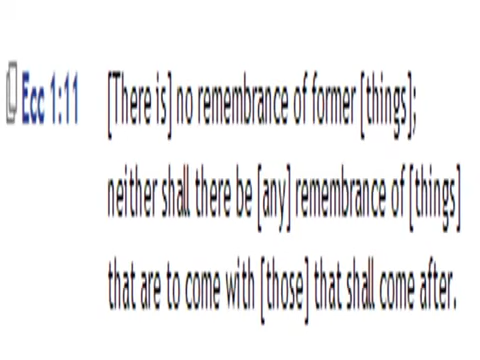 Ecc 1:11 [There is] no remembrance of former [things];
neither shall there be [any] remembrance of [things]
that are to come with [those] that shall come after.